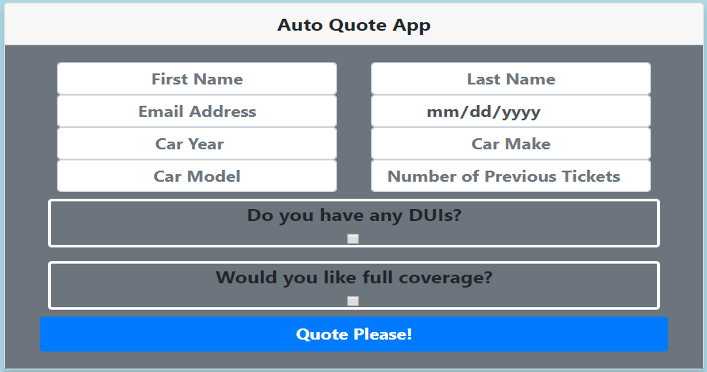 Auto Quote App
First Name Last Name
Email Address mm/dd/yyyy
Car Year Car Make
Car Model Number of Previous Tickets
Do you have any DUIs?
Would you like full coverage?
Quote Please!